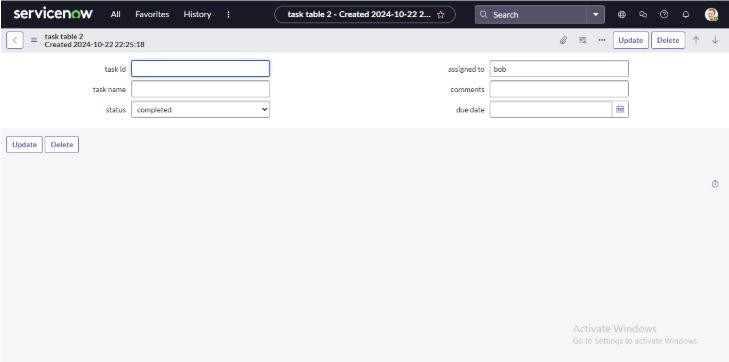 servicenow All Favorites History task table 2 - Created 2024-10-22 2... Search
task table 2
Created 2024-10-22 22:25:18
Update Delete
task id
assigned to bob
task name
comments
status completed
due date
Update Delete
Activate Windows
Go to Settings to activate Windows.